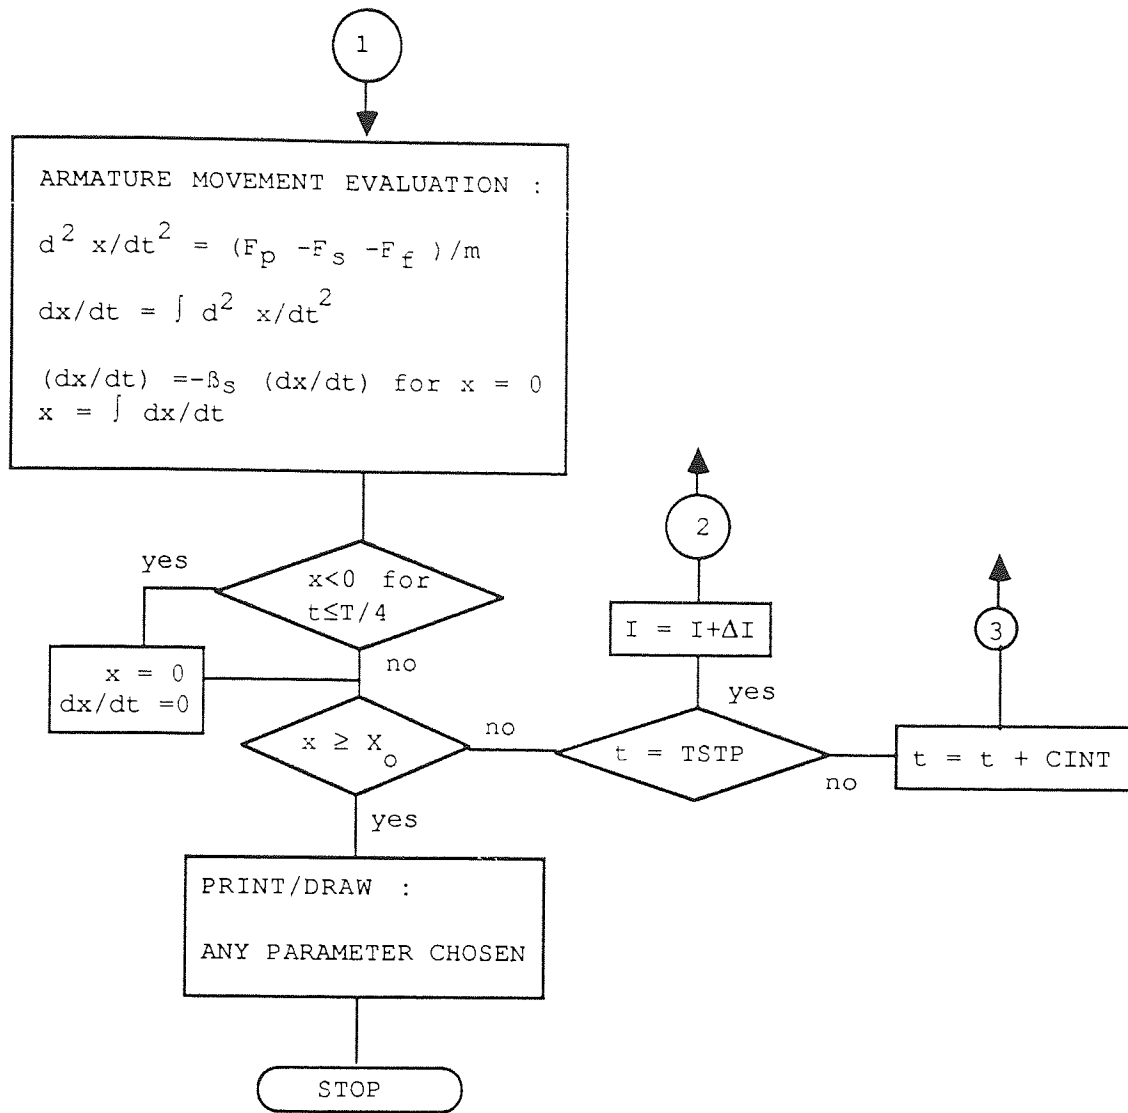 1
ARMATURE MOVEMENT EVALUATION :
d² x/dt² = (Fp -Fs -Ff )/m
dx/dt = ∫ d² x/dt²
(dx/dt) =-ßs (dx/dt) for x = 0
x = ∫ dx/dt
yes
x<0 for
t≤T/4
no
x = 0
dx/dt =0
x ≥ Xo
no
yes
2
I = I+ΔI
yes
t = TSTP
no
3
t = t + CINT
PRINT/DRAW :
ANY PARAMETER CHOSEN
STOP